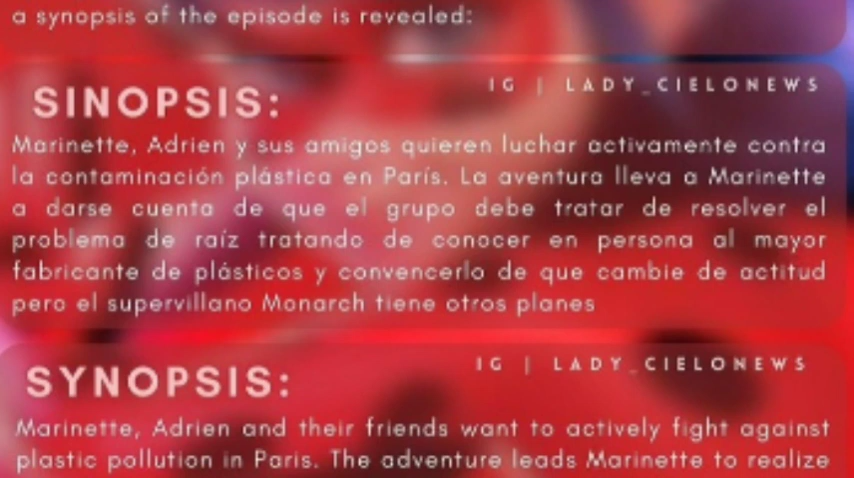 a synopsis of the episode is revealed:
IG | LADY_CIELONEWS
SINOPSIS:
Marinette, Adrien y sus amigos quieren luchar activamente contra
la contaminación plástica en París. La aventura lleva a Marinette
a darse cuenta de que el grupo debe tratar de resolver el
problema de raíz tratando de conocer en persona al mayor
fabricante de plásticos y convencerlo de que cambie de actitud
pero el supervillano Monarch tiene otros planes
IG | LADY_CIELONEWS
SYNOPSIS:
Marinette, Adrien and their friends want to actively fight against
plastic pollution in Paris. The adventure leads Marinette to realize